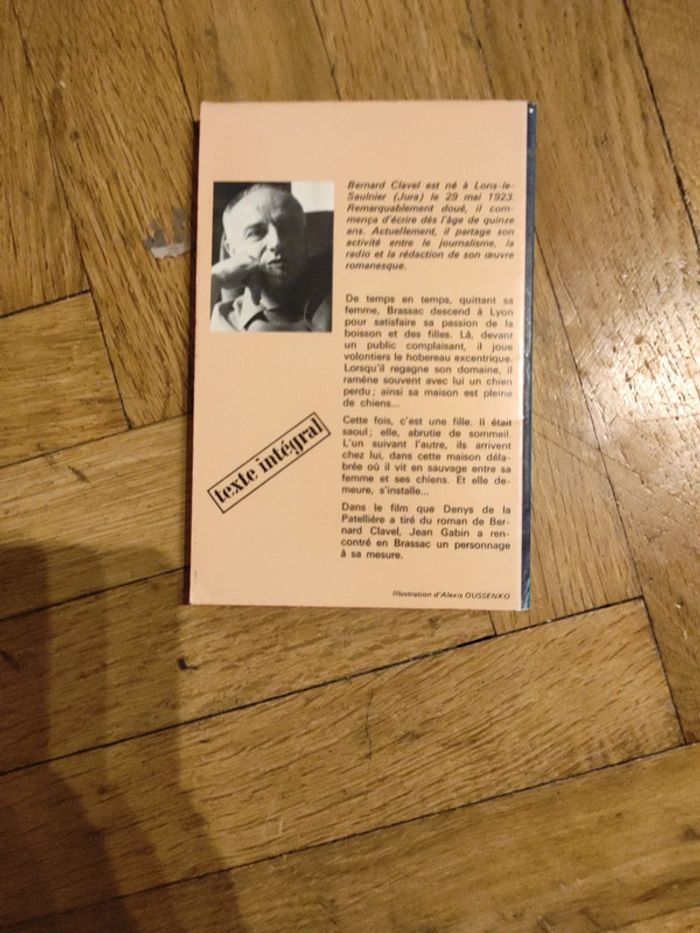 Bernard Clavel est né à Lons-le-
Saulnier (Jura) le 29 mai 1923.
Remarquablement doué, il com-
mença d'écrire dès l'âge de quinze
ans. Actuellement, il partage son
activité entre le journalisme, la
radio et la rédaction de son œuvre
romanesque.
De temps en temps, quittant sa
femme, Brassac descend à Lyon
pour satisfaire sa passion de la
boisson et des filles. Là, devant
un public complaisant, il joue
volontiers le hobereau excentrique.
Lorsqu'il regagne son domaine, il
ramène souvent avec lui un chien
perdu ; ainsi sa maison est pleine
de chiens...
Cette fois, c'est une fille. Il était
saoul ; elle, abrutie de sommeil.
L'un suivant l'autre, ils arrivent
chez lui, dans cette maison déla-
brée où il vit en sauvage entre sa
femme et ses chiens. Et elle de-
meure, s'installe...
Dans le film que Denys de la
Patellière a tiré du roman de Ber-
nard Clavel, Jean Gabin a ren-
contré en Brassac un personnage
à sa mesure.
texte intégral
Illustration d'Alexis OUSSENKO